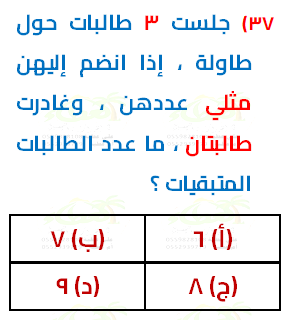 ٣٧) جلست ٣ طالبات حول
طاولة ، إذا انضم إليهن
مثلي عددهن ، وغادرت
طالبتان ، ما عدد الطالبات
المتبقيات ؟
(أ) ٦ (ب) ٧
(ج) ٨ (د) ٩